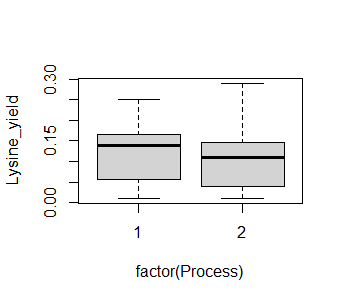 Lysine_yield
0.30
0.15
0.00
1 2
factor(Process)